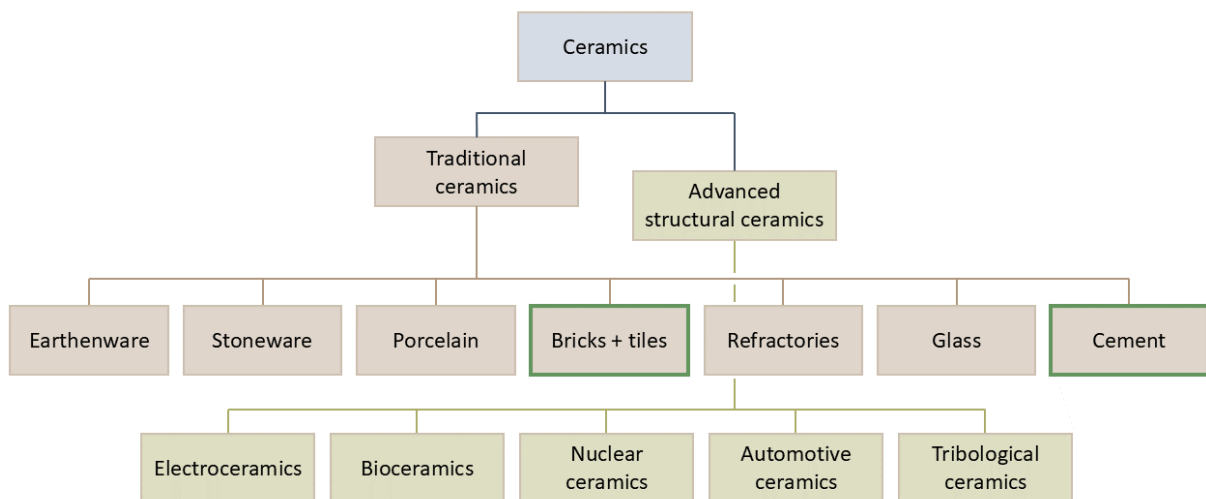 Ceramics
Traditional
ceramics
Advanced
structural ceramics
Earthenware
Stoneware
Porcelain
Bricks + tiles
Refractories
Glass
Cement
Electroceramics
Bioceramics
Nuclear
ceramics
Automotive
ceramics
Tribological
ceramics